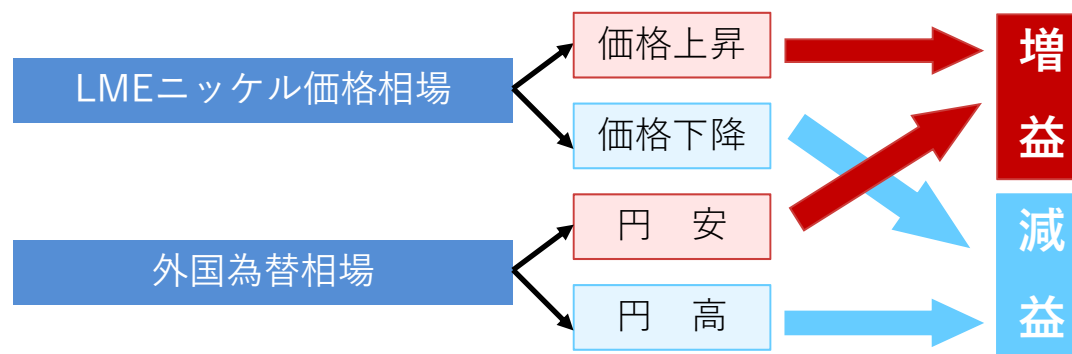 LMEニッケル価格相場
価格上昇
価格下降
外国為替相場
円　安
円　高
増
益
減
益